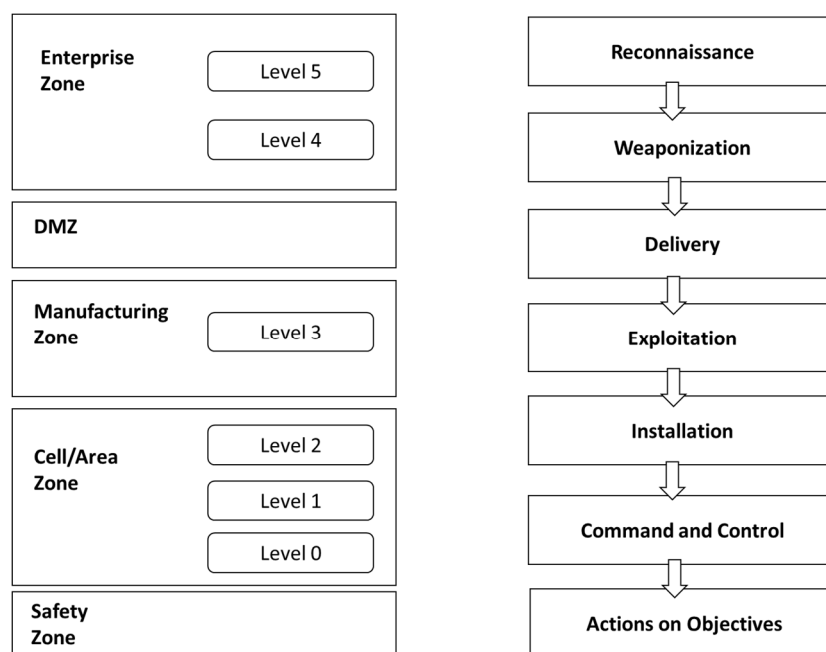 Enterprise
Zone
Level 5
Level 4
DMZ
Manufacturing
Zone
Level 3
Cell/Area
Zone
Level 2
Level 1
Level 0
Safety
Zone
Reconnaissance
Weaponization
Delivery
Exploitation
Installation
Command and Control
Actions on Objectives